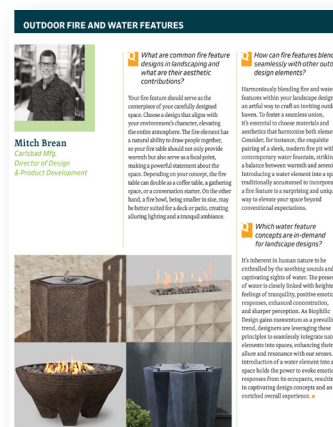 OUTDOOR FIRE AND WATER FEATURES
Mitch Brean
Carlsbad Mfg.
Director of Design
& Product Development
Q What are common fire feature
designs in landscaping and
what are their aesthetic
contributions?
Your fire feature should serve as the
centerpiece of your carefully designed
space. Choose a design that aligns with
your environment's character, elevating
the entire atmosphere. The fire element has
a natural ability to draw people together,
so your fire table should not only provide
warmth but also serve as a focal point,
making a powerful statement about the
space. Depending on your concept, the fire
table can double as a coffee table, a gathering
space, or a conversation starter. On the other
hand, a fire bowl, being smaller in size, may
be better suited for a deck or patio, creating
alluring lighting and a tranquil ambiance.
Q How can fire features blend
seamlessly with other outd
design elements?
Harmoniously blending fire and water
features within your landscape design
an artful way to craft an inviting outd
haven. To foster a seamless union,
it's essential to choose materials and
aesthetics that harmonize both eleme
Consider, for instance, the exquisite
pairing of a sleek, modern fire pit with
contemporary water fountain, striking
a balance between warmth and sereni
Introducing a water element into a spa
traditionally accustomed to incorpora
a fire feature is a surprising and uniqu
way to elevate your space beyond
conventional expectations.
Q Which water feature
concepts are in-demand
for landscape designs?
It's inherent in human nature to be
enthralled by the soothing sounds and
captivating sights of water. The presen
of water is closely linked with heighte
feelings of tranquility, positive emotio
responses, enhanced concentration,
and sharper perception. As Biophilic
Design gains momentum as a prevaili
trend, designers are leveraging these
principles to seamlessly integrate natu
elements into spaces, enhancing their
allure and resonance with our senses.
introduction of a water element into a
space holds the power to evoke emotio
responses from its occupants, resultin
in captivating design concepts and an
enriched overall experience.